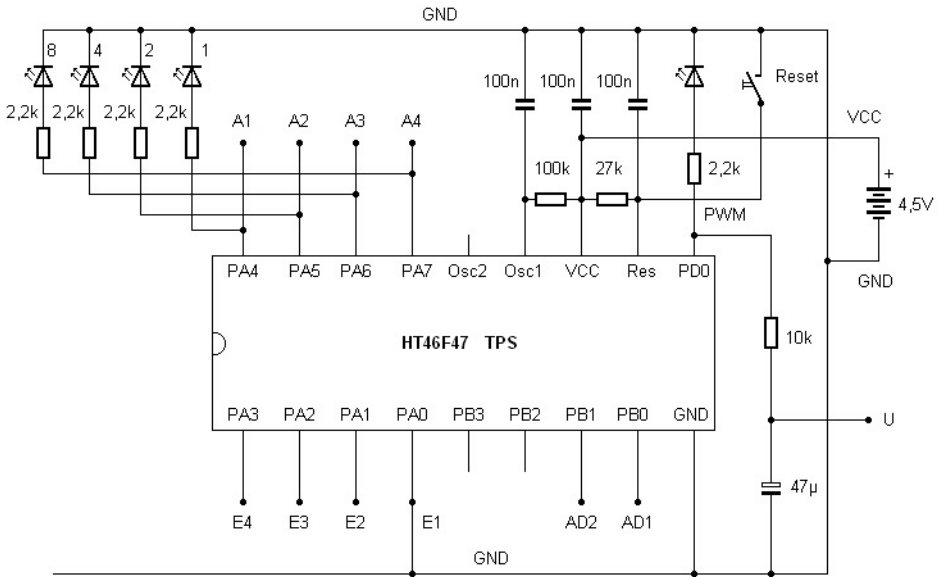 GND
8 4 2 1
100n 100n 100n
Reset
2,2k 2,2k 2,2k 2,2k
A1 A2 A3 A4
VCC
100k 27k 2,2k
+
4,5V
PWM
PA4 PA5 PA6 PA7 Osc2 Osc1 VCC Res PD0
GND
HT46F47 TPS
10k
PA3 PA2 PA1 PA0 PB3 PB2 PB1 PB0 GND
U
47µ
E4 E3 E2 E1 AD2 AD1
GND